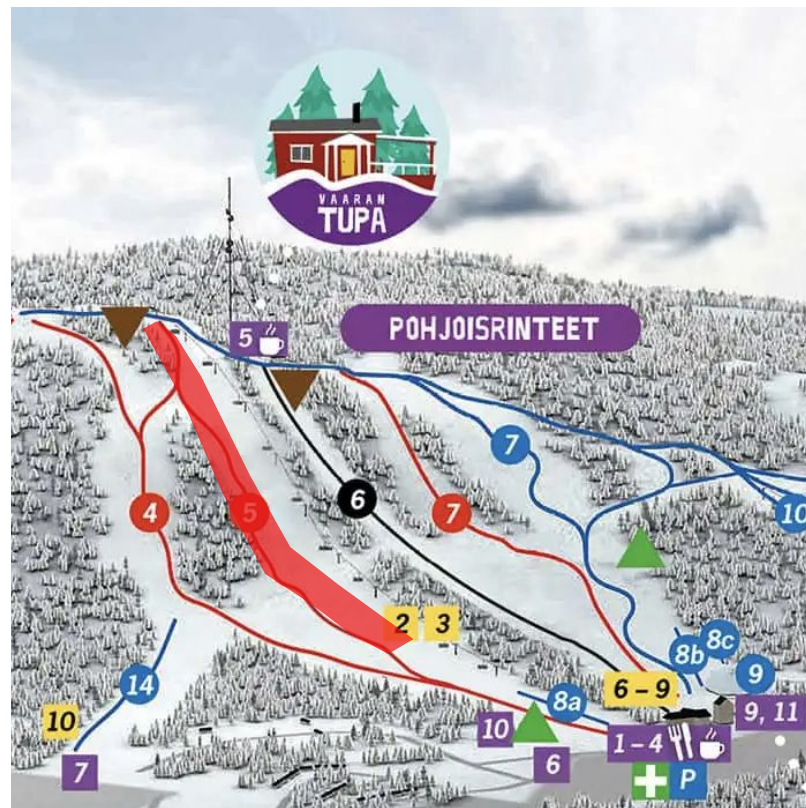 VAARAN
TUPA
5
POHJOISRINTEET
7
10
4
5
6
7
2
3
8c
8b
14
6 – 9
9
8a
10
10
9, 11
1 – 4
7
6
P